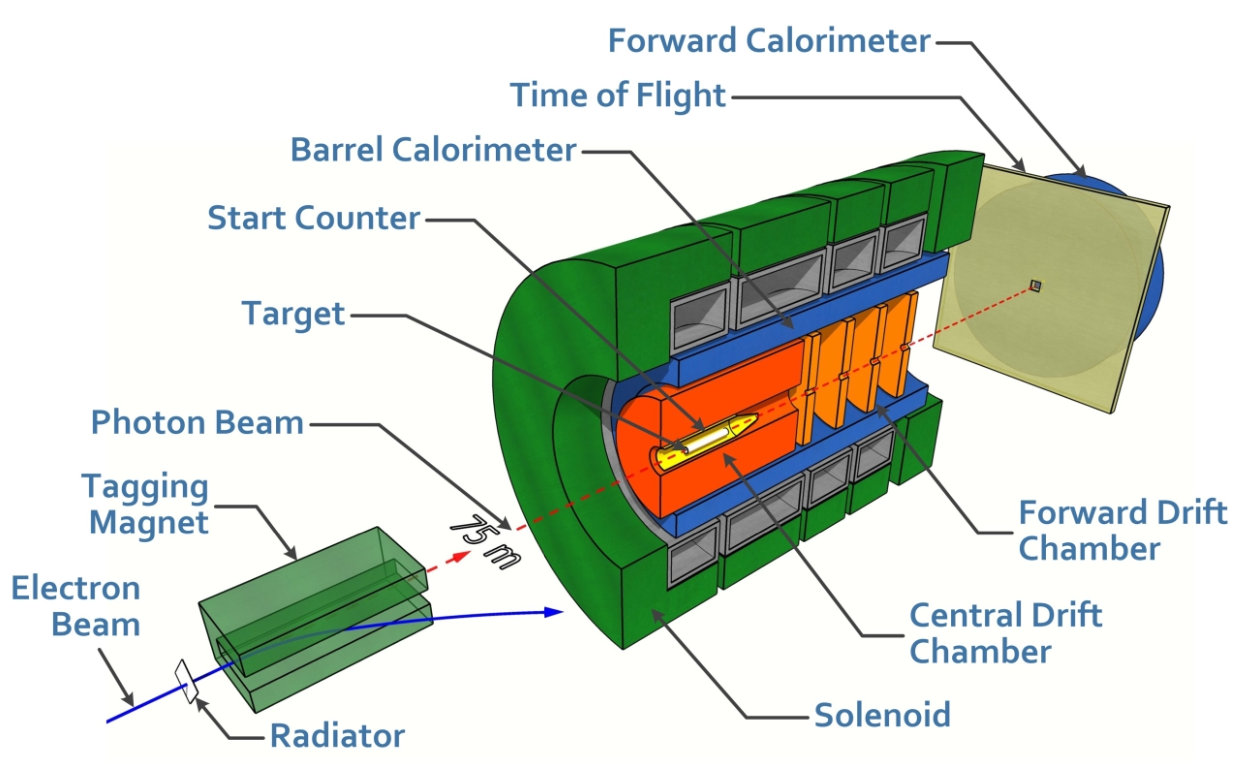 Forward Calorimeter
Time of Flight
Barrel Calorimeter
Start Counter
Target
Photon Beam
Tagging
Magnet
75 m
Electron
Beam
Radiator
Forward Drift
Chamber
Central Drift
Chamber
Solenoid